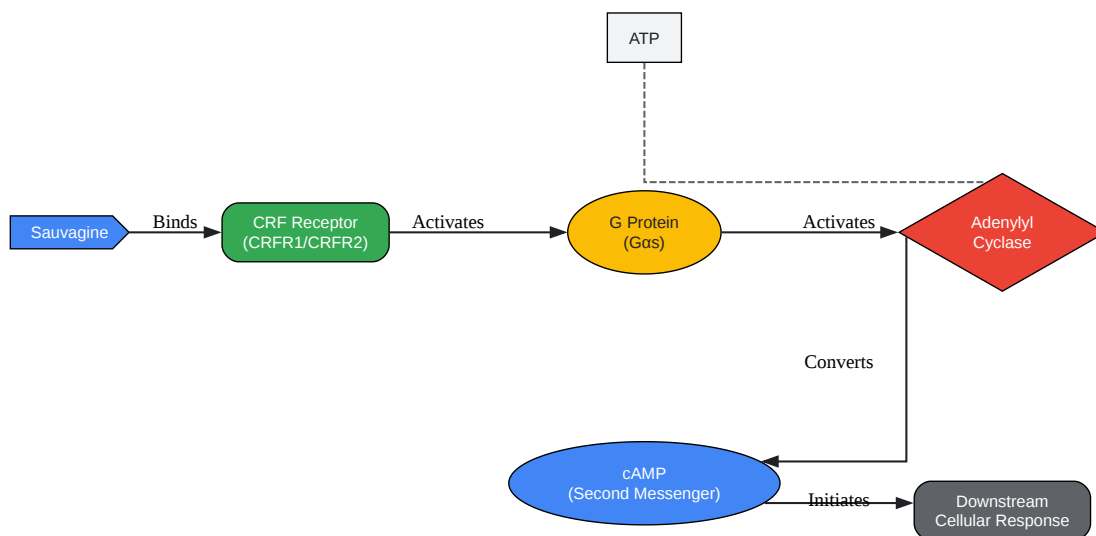 ATP
Sauvagine
Binds
CRF Receptor
(CRFR1/CRFR2)
Activates
G Protein
(Gαs)
Activates
Adenylyl
Cyclase
Converts
cAMP
(Second Messenger)
Initiates
Downstream
Cellular Response